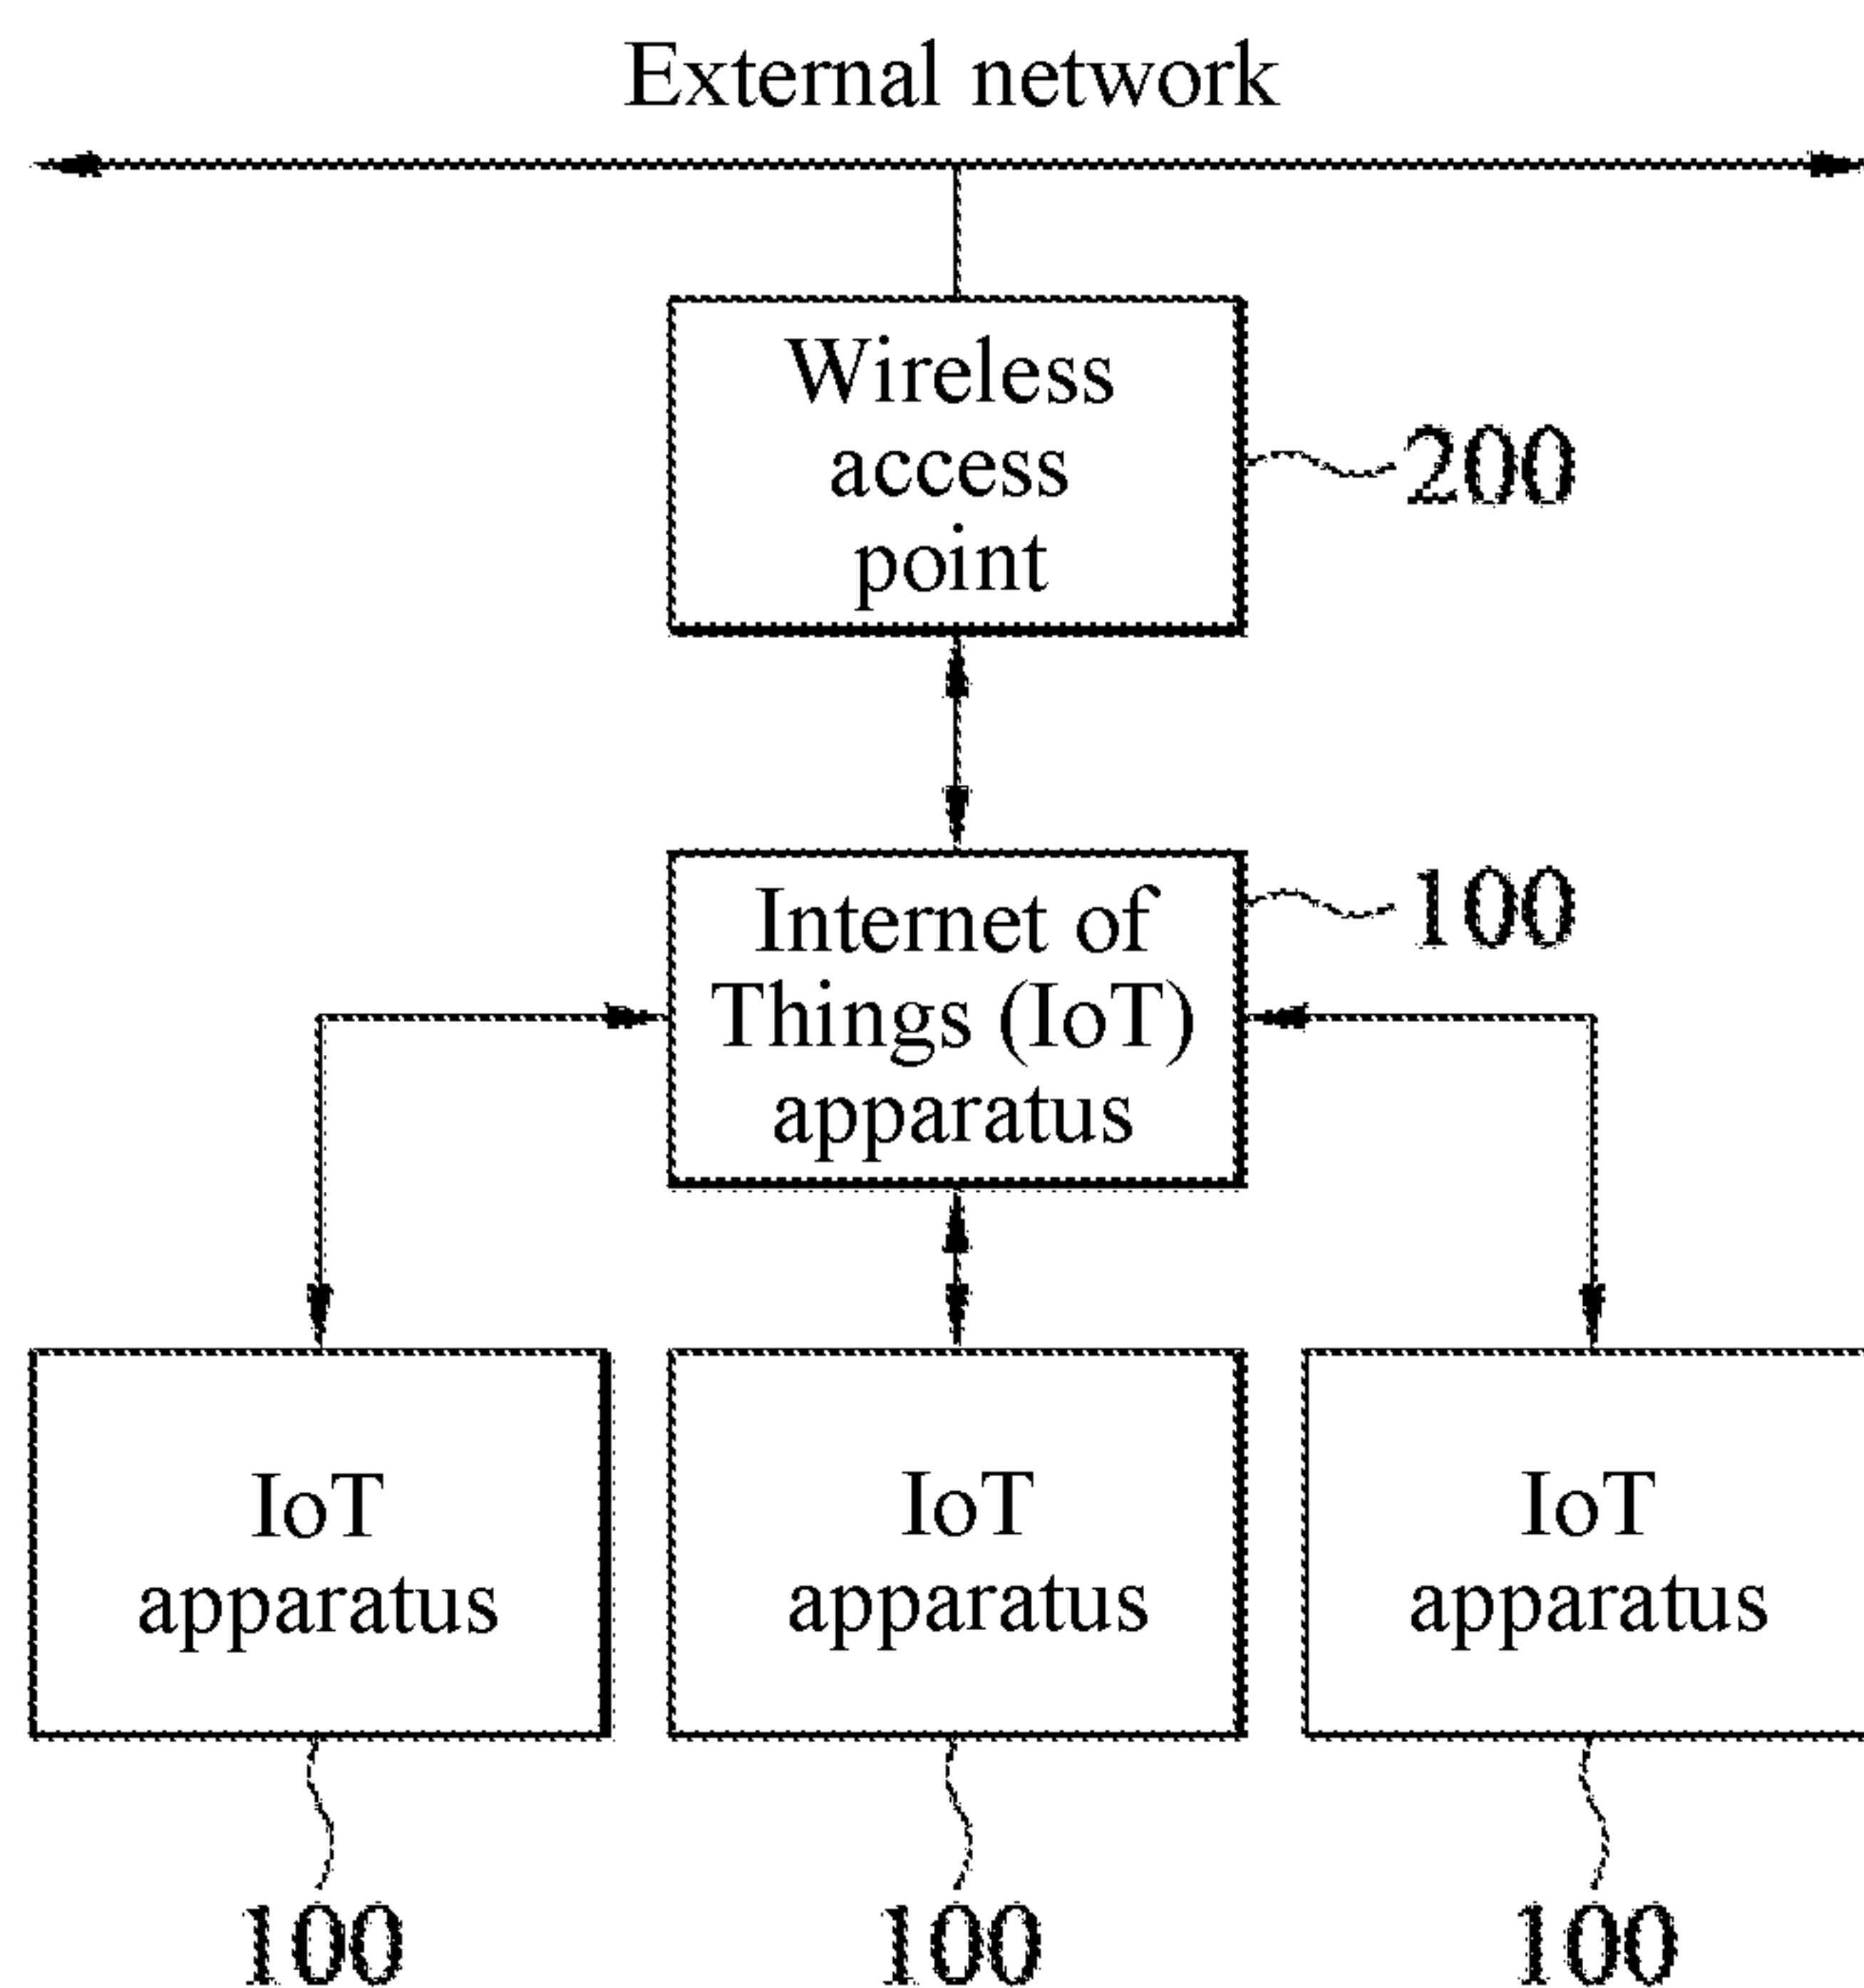 External network
Wireless
access
point
200
Internet of
Things (IoT)
apparatus
100
IoT
apparatus
IoT
apparatus
IoT
apparatus
100
100
100